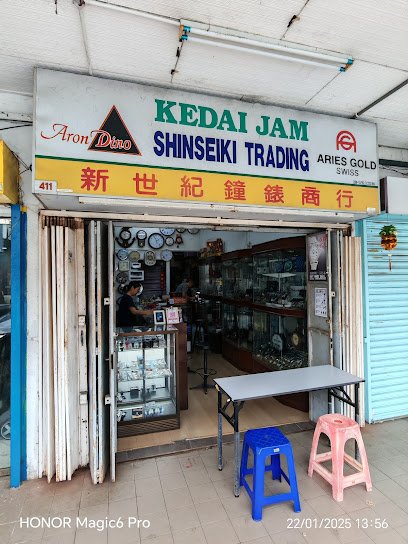 KEDAI JAM
SHINSEIKI TRADING
Aron Dino
ARIES GOLD
SWISS
新世紀鐘錶商行
411
HONOR Magic6 Pro
22/01/2025 13:56